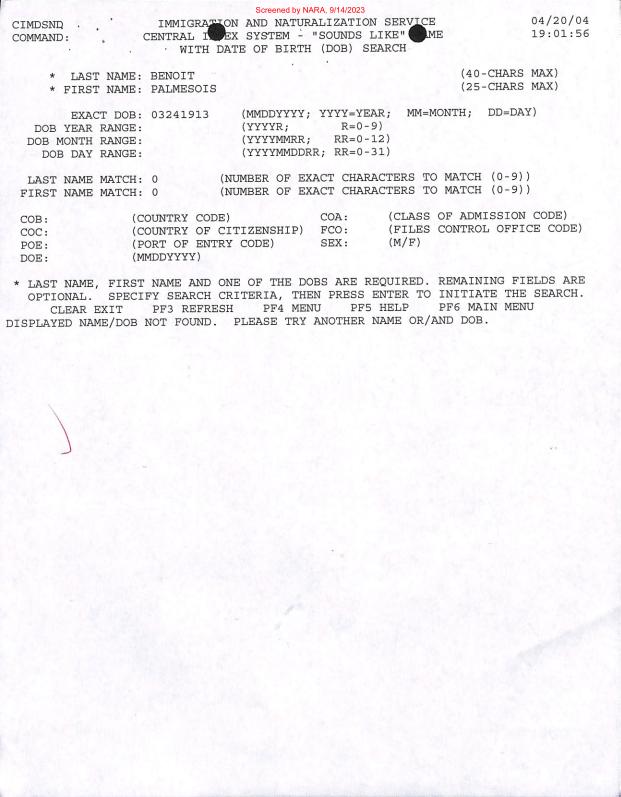 Screened by NARA, 9/14/2023
CIMDSNQ IMMIGRATION AND NATURALIZATION SERVICE 04/20/04
COMMAND: CENTRAL INDEX SYSTEM - "SOUNDS LIKE" NAME 19:01:56
WITH DATE OF BIRTH (DOB) SEARCH
* LAST NAME: BENOIT (40-CHARS MAX)
* FIRST NAME: PALMESOIS (25-CHARS MAX)
EXACT DOB: 03241913 (MMDDYYYY; YYYY=YEAR; MM=MONTH; DD=DAY)
DOB YEAR RANGE: (YYYYR; R=0-9)
DOB MONTH RANGE: (YYYYMMRR; RR=0-12)
DOB DAY RANGE: (YYYYMMDDRR; RR=0-31)
LAST NAME MATCH: 0 (NUMBER OF EXACT CHARACTERS TO MATCH (0-9))
FIRST NAME MATCH: 0 (NUMBER OF EXACT CHARACTERS TO MATCH (0-9))
COB: (COUNTRY CODE) COA: (CLASS OF ADMISSION CODE)
COC: (COUNTRY OF CITIZENSHIP) FCO: (FILES CONTROL OFFICE CODE)
POE: (PORT OF ENTRY CODE) SEX: (M/F)
DOE: (MMDDYYYY)
* LAST NAME, FIRST NAME AND ONE OF THE DOBS ARE REQUIRED. REMAINING FIELDS ARE
OPTIONAL. SPECIFY SEARCH CRITERIA, THEN PRESS ENTER TO INITIATE THE SEARCH.
CLEAR EXIT PF3 REFRESH PF4 MENU PF5 HELP PF6 MAIN MENU
DISPLAYED NAME/DOB NOT FOUND. PLEASE TRY ANOTHER NAME OR/AND DOB.